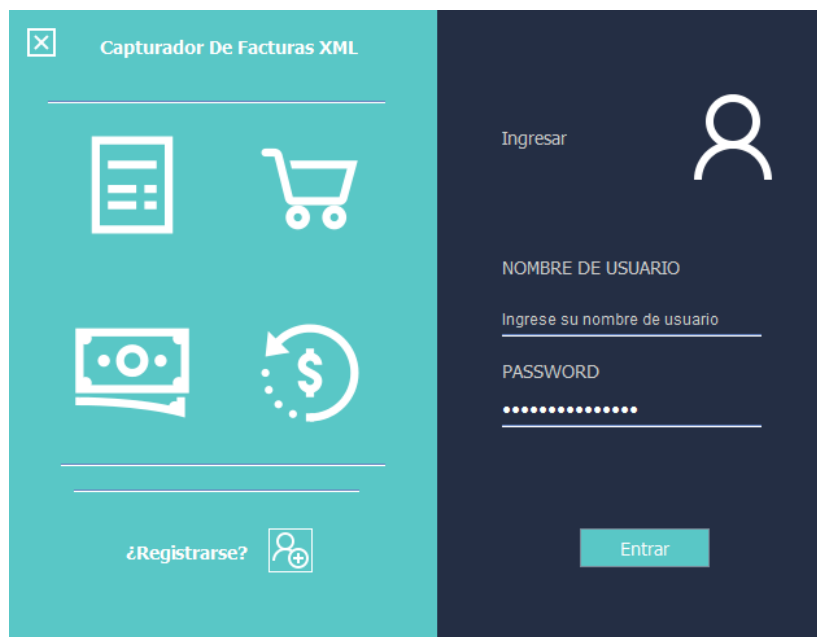 Capturador De Facturas XML
¿Registrarse?
Ingresar
NOMBRE DE USUARIO
Ingrese su nombre de usuario
PASSWORD
•••••••••••••••
Entrar